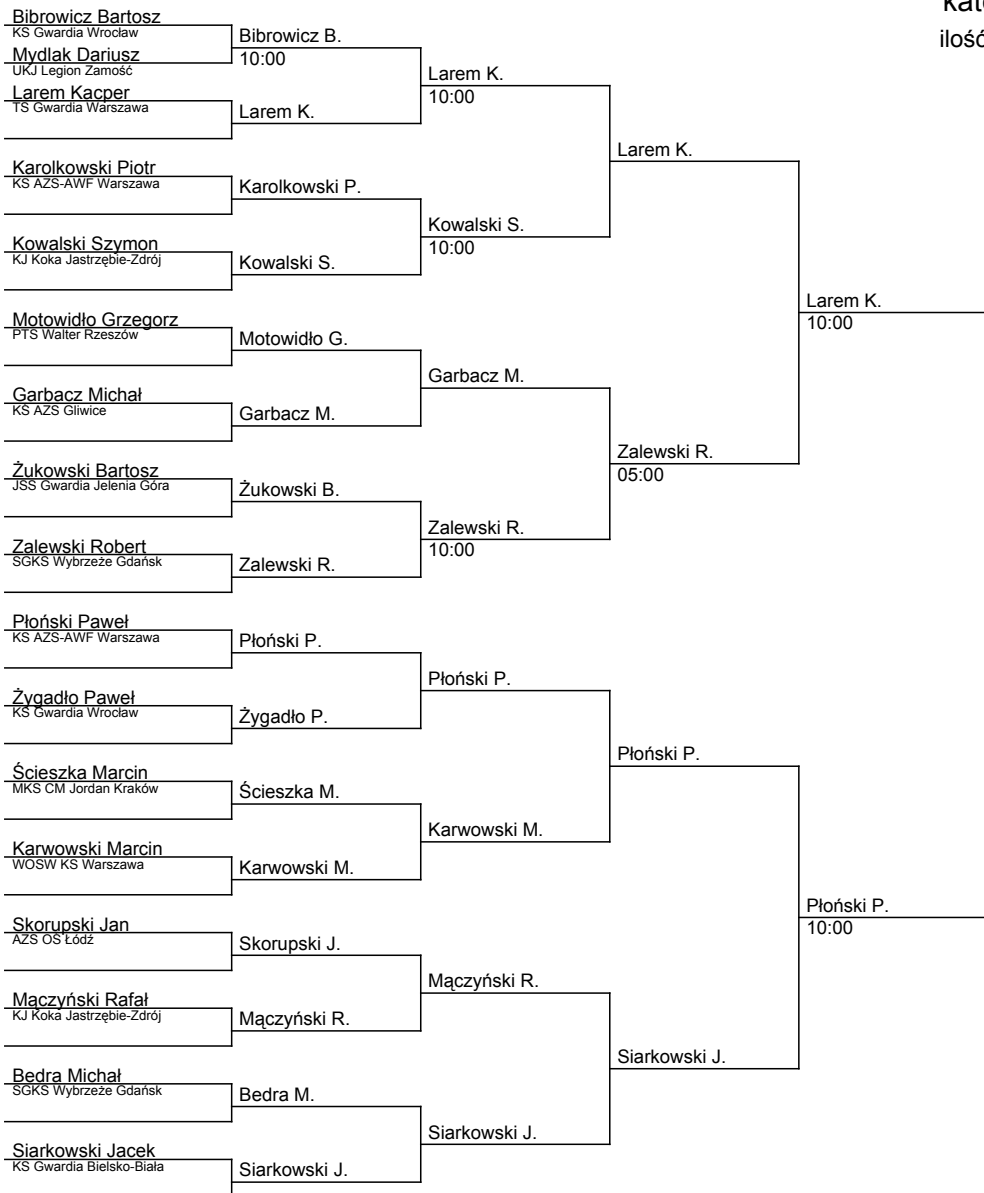 kate
ilość
Bibrowicz Bartosz
KS Gwardia Wrocław
Mydlak Dariusz
UKJ Legion Zamość
Larem Kacper
TS Gwardia Warszawa
Karolkowski Piotr
KS AZS-AWF Warszawa
Kowalski Szymon
KJ Koka Jastrzębie-Zdrój
Motowidło Grzegorz
PTS Walter Rzeszów
Garbacz Michał
KS AZS Gliwice
Żukowski Bartosz
JSS Gwardia Jelenia Góra
Zalewski Robert
SGKS Wybrzeże Gdańsk
Płoński Paweł
KS AZS-AWF Warszawa
Żygadło Paweł
KS Gwardia Wrocław
Ścieszka Marcin
MKS CM Jordan Kraków
Karwowski Marcin
WOSW KS Warszawa
Skorupski Jan
AZS OŚ Łódź
Mączyński Rafał
KJ Koka Jastrzębie-Zdrój
Bedra Michał
SGKS Wybrzeże Gdańsk
Siarkowski Jacek
KS Gwardia Bielsko-Biała
Bibrowicz B.
10:00
Larem K.
Karolkowski P.
Kowalski S.
Motowidło G.
Garbacz M.
Żukowski B.
Zalewski R.
Płoński P.
Żygadło P.
Ścieszka M.
Karwowski M.
Skorupski J.
Mączyński R.
Bedra M.
Siarkowski J.
Larem K.
10:00
Kowalski S.
10:00
Garbacz M.
Zalewski R.
10:00
Płoński P.
Karwowski M.
Mączyński R.
Siarkowski J.
Larem K.
Zalewski R.
05:00
Płoński P.
Siarkowski J.
Larem K.
10:00
Płoński P.
10:00